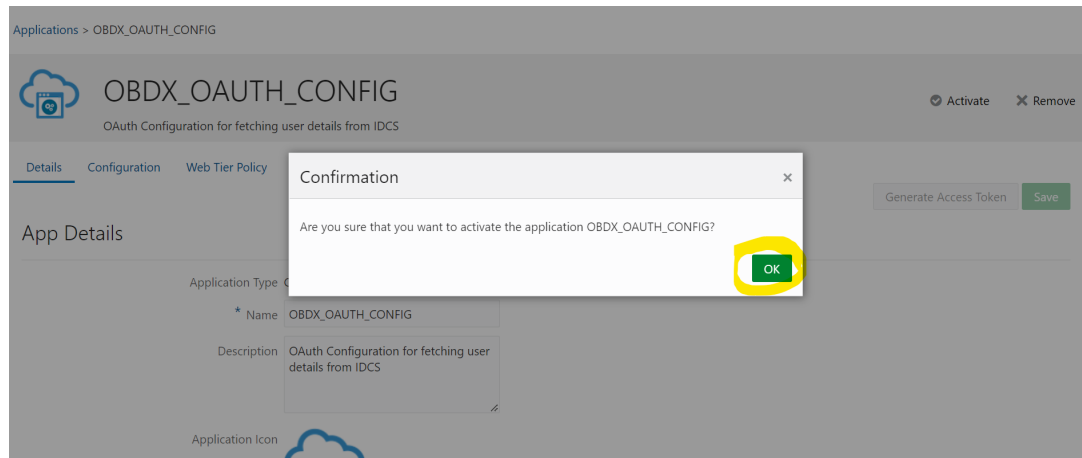 Applications > OBDX_OAUTH_CONFIG
OBDX_OAUTH_CONFIG
OAuth Configuration for fetching user details from IDCS
Activate
Remove
Details
Configuration
Web Tier Policy
Generate Access Token
Save
Confirmation
Are you sure that you want to activate the application OBDX_OAUTH_CONFIG?
OK
App Details
Application Type
* Name
OBDX_OAUTH_CONFIG
Description
OAuth Configuration for fetching user
details from IDCS
Application Icon